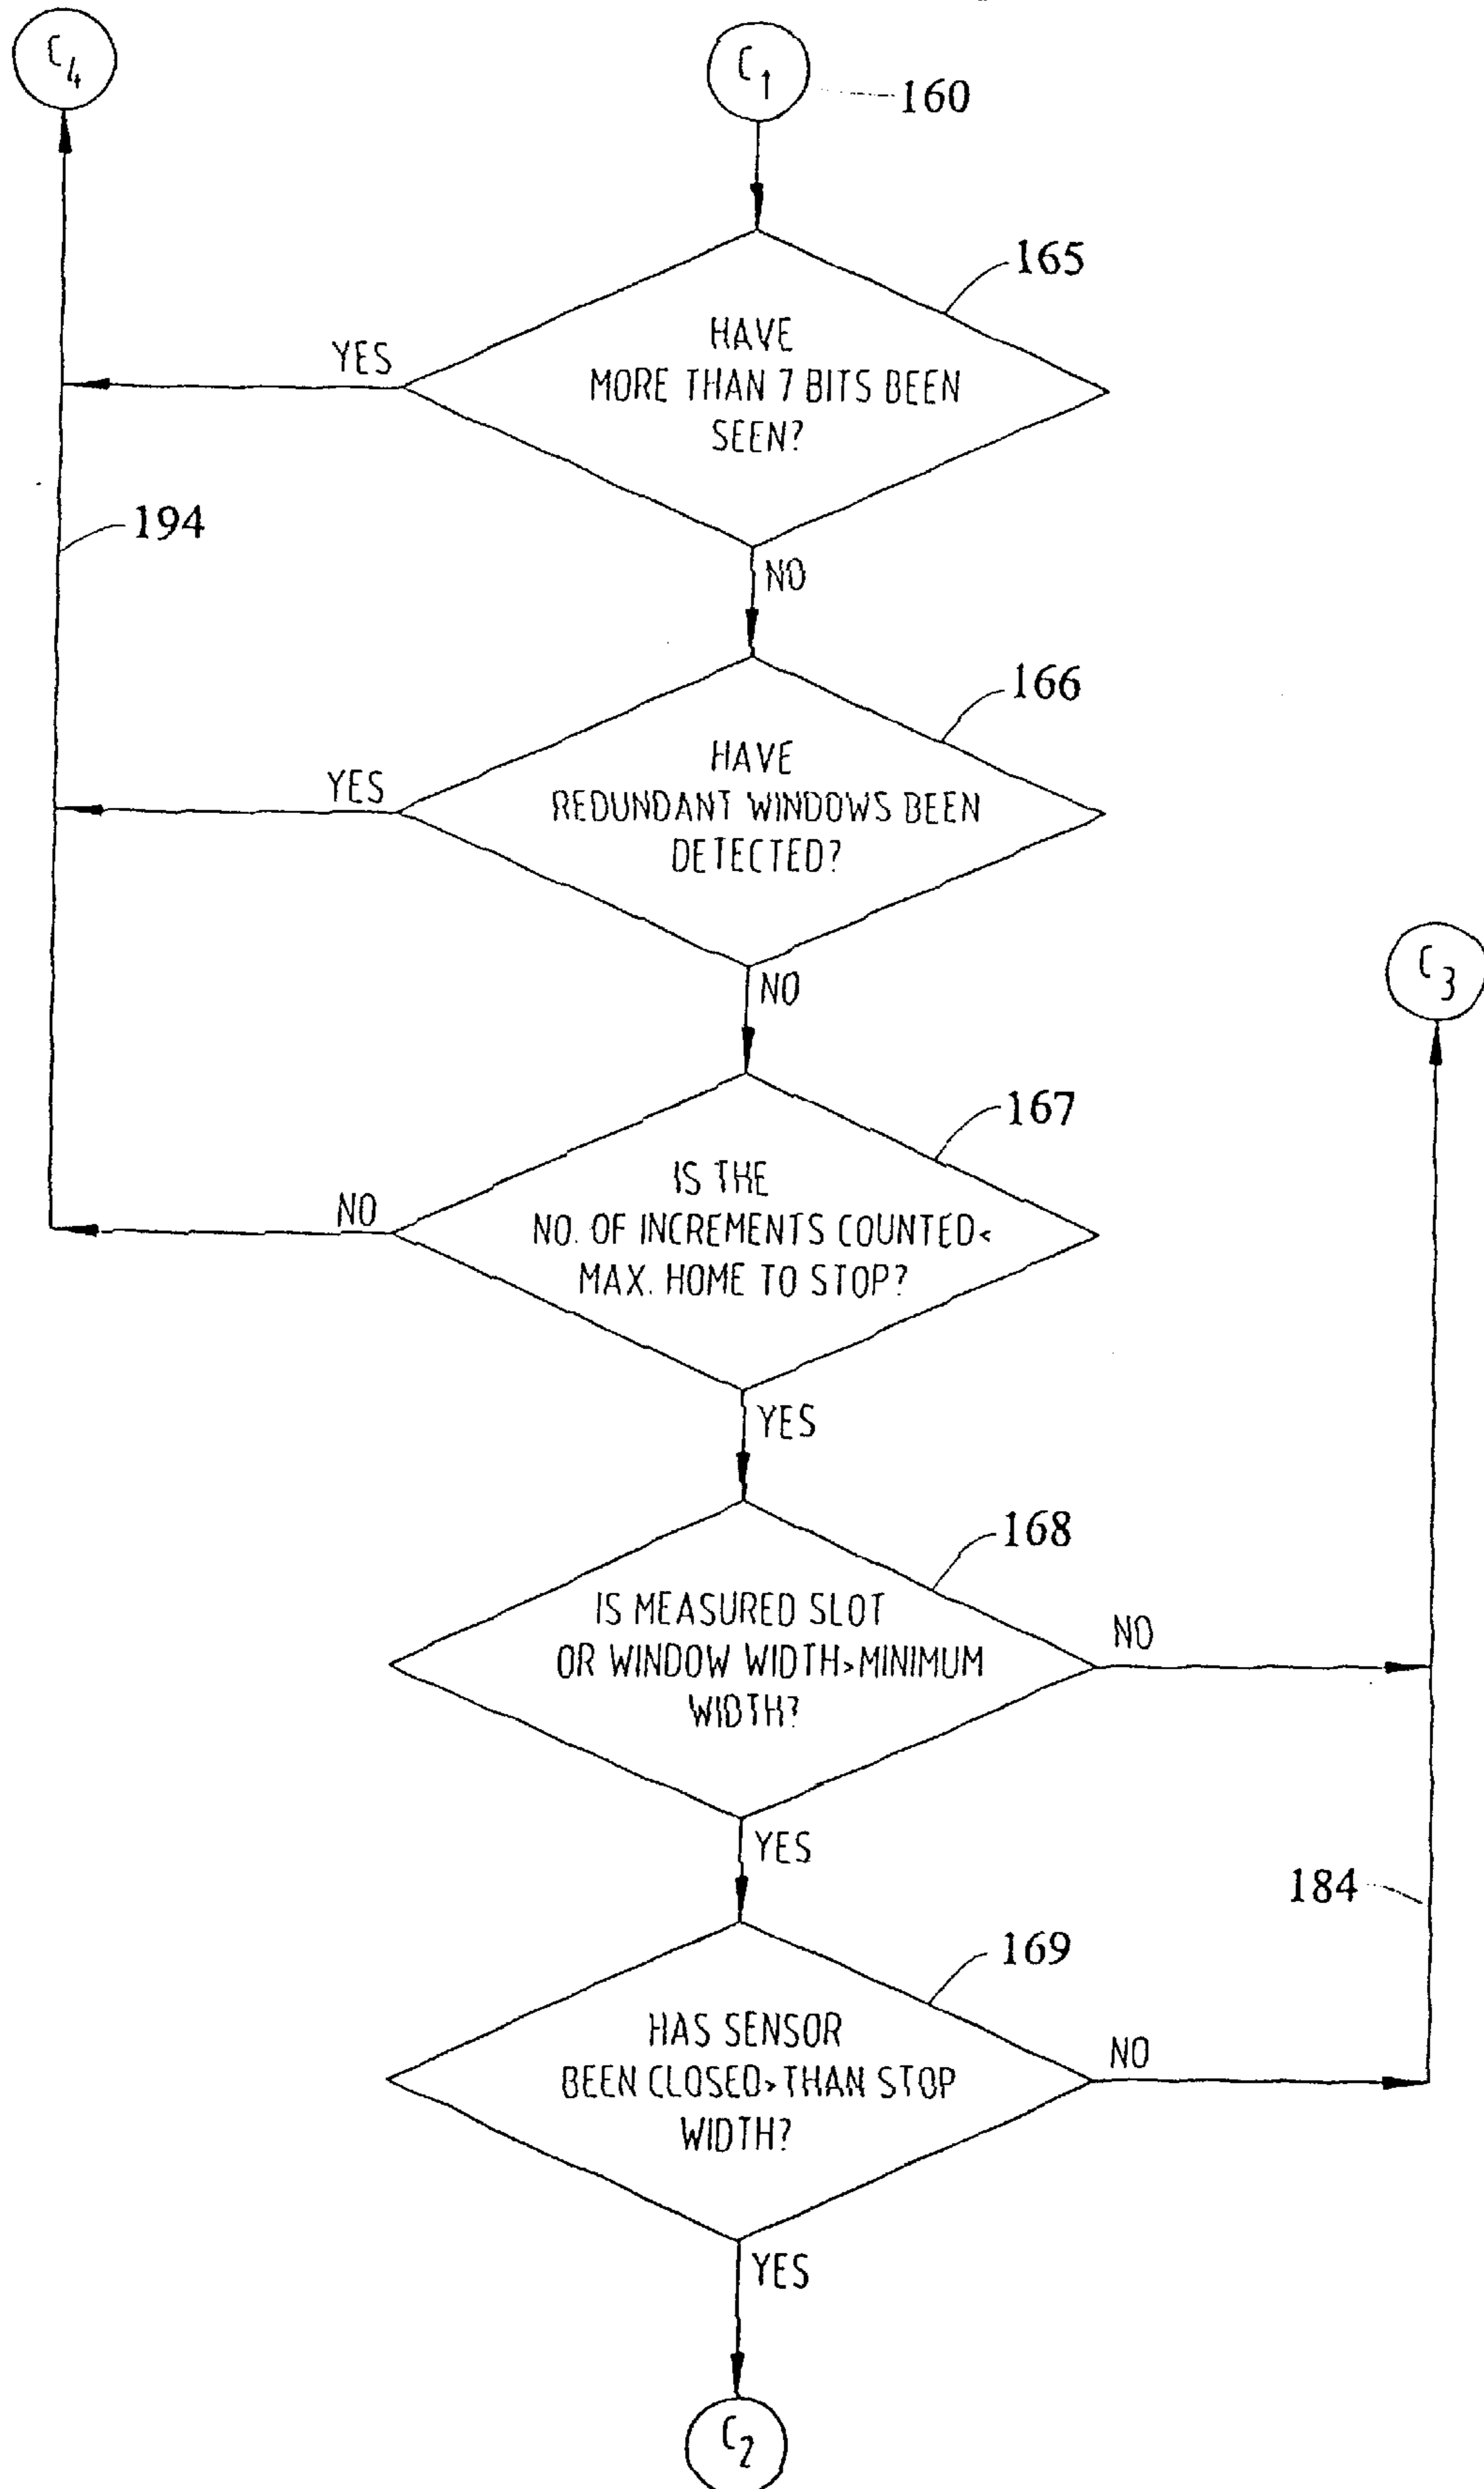 C4
C1
160
165
HAVE
MORE THAN 7 BITS BEEN
SEEN?
YES
194
NO
166
HAVE
REDUNDANT WINDOWS BEEN
DETECTED?
YES
NO
C3
167
IS THE
NO. OF INCREMENTS COUNTED<
MAX. HOME TO STOP?
NO
YES
168
IS MEASURED SLOT
OR WINDOW WIDTH>MINIMUM
WIDTH?
NO
YES
184
169
HAS SENSOR
BEEN CLOSED>THAN STOP
WIDTH?
NO
YES
C2